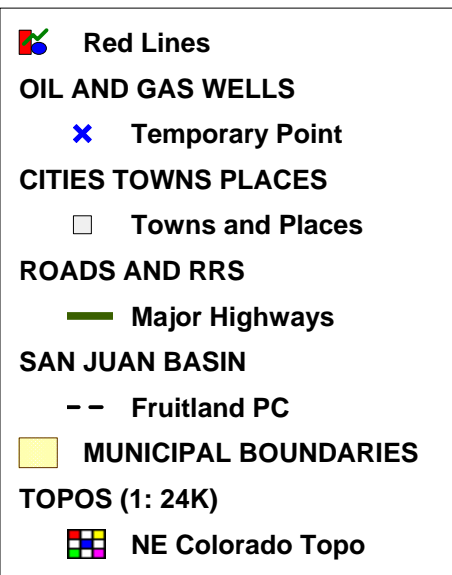 Red Lines
OIL AND GAS WELLS
Temporary Point
CITIES TOWNS PLACES
Towns and Places
ROADS AND RRS
Major Highways
SAN JUAN BASIN
Fruitland PC
MUNICIPAL BOUNDARIES
TOPOS (1: 24K)
NE Colorado Topo